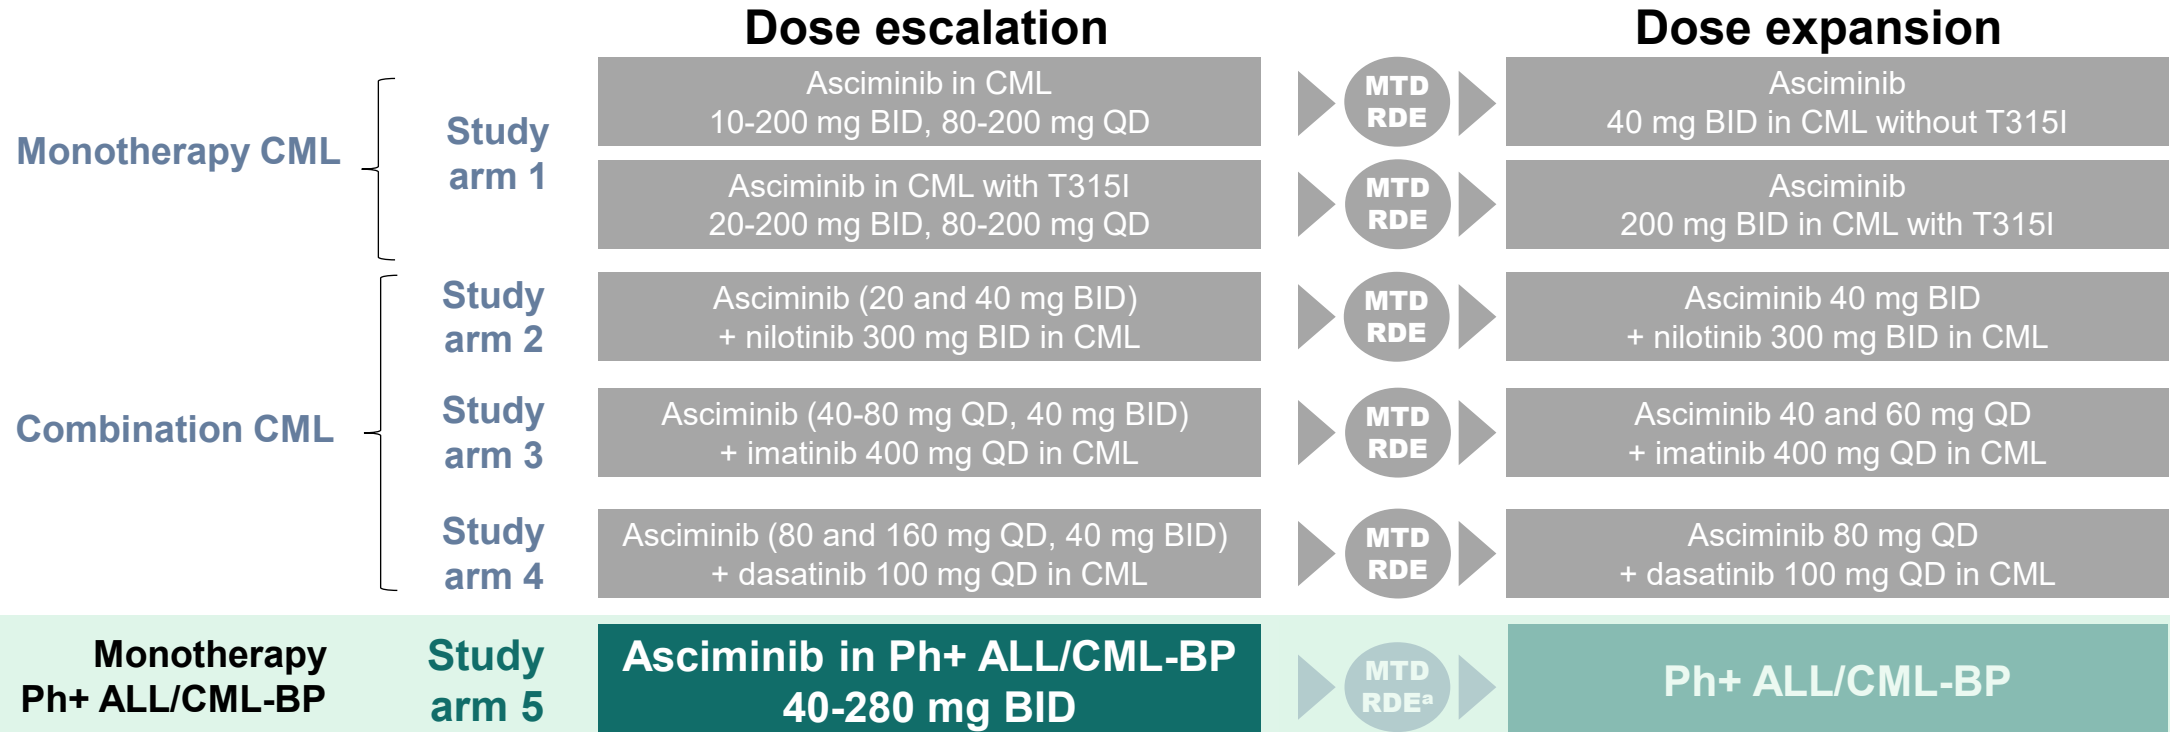 Dose escalation
Dose expansion
Monotherapy CML
Study
arm 1
Asciminib in CML
10-200 mg BID, 80-200 mg QD
MTD
RDE
Asciminib
40 mg BID in CML without T315I
Asciminib in CML with T315I
20-200 mg BID, 80-200 mg QD
MTD
RDE
Asciminib
200 mg BID in CML with T315I
Combination CML
Study
arm 2
Asciminib (20 and 40 mg BID)
+ nilotinib 300 mg BID in CML
MTD
RDE
Asciminib 40 mg BID
+ nilotinib 300 mg BID in CML
Study
arm 3
Asciminib (40-80 mg QD, 40 mg BID)
+ imatinib 400 mg QD in CML
MTD
RDE
Asciminib 40 and 60 mg QD
+ imatinib 400 mg QD in CML
Study
arm 4
Asciminib (80 and 160 mg QD, 40 mg BID)
+ dasatinib 100 mg QD in CML
MTD
RDE
Asciminib 80 mg QD
+ dasatinib 100 mg QD in CML
Monotherapy
Ph+ ALL/CML-BP
Study
arm 5
Asciminib in Ph+ ALL/CML-BP
40-280 mg BID
MTD
RDEᵃ
Ph+ ALL/CML-BP